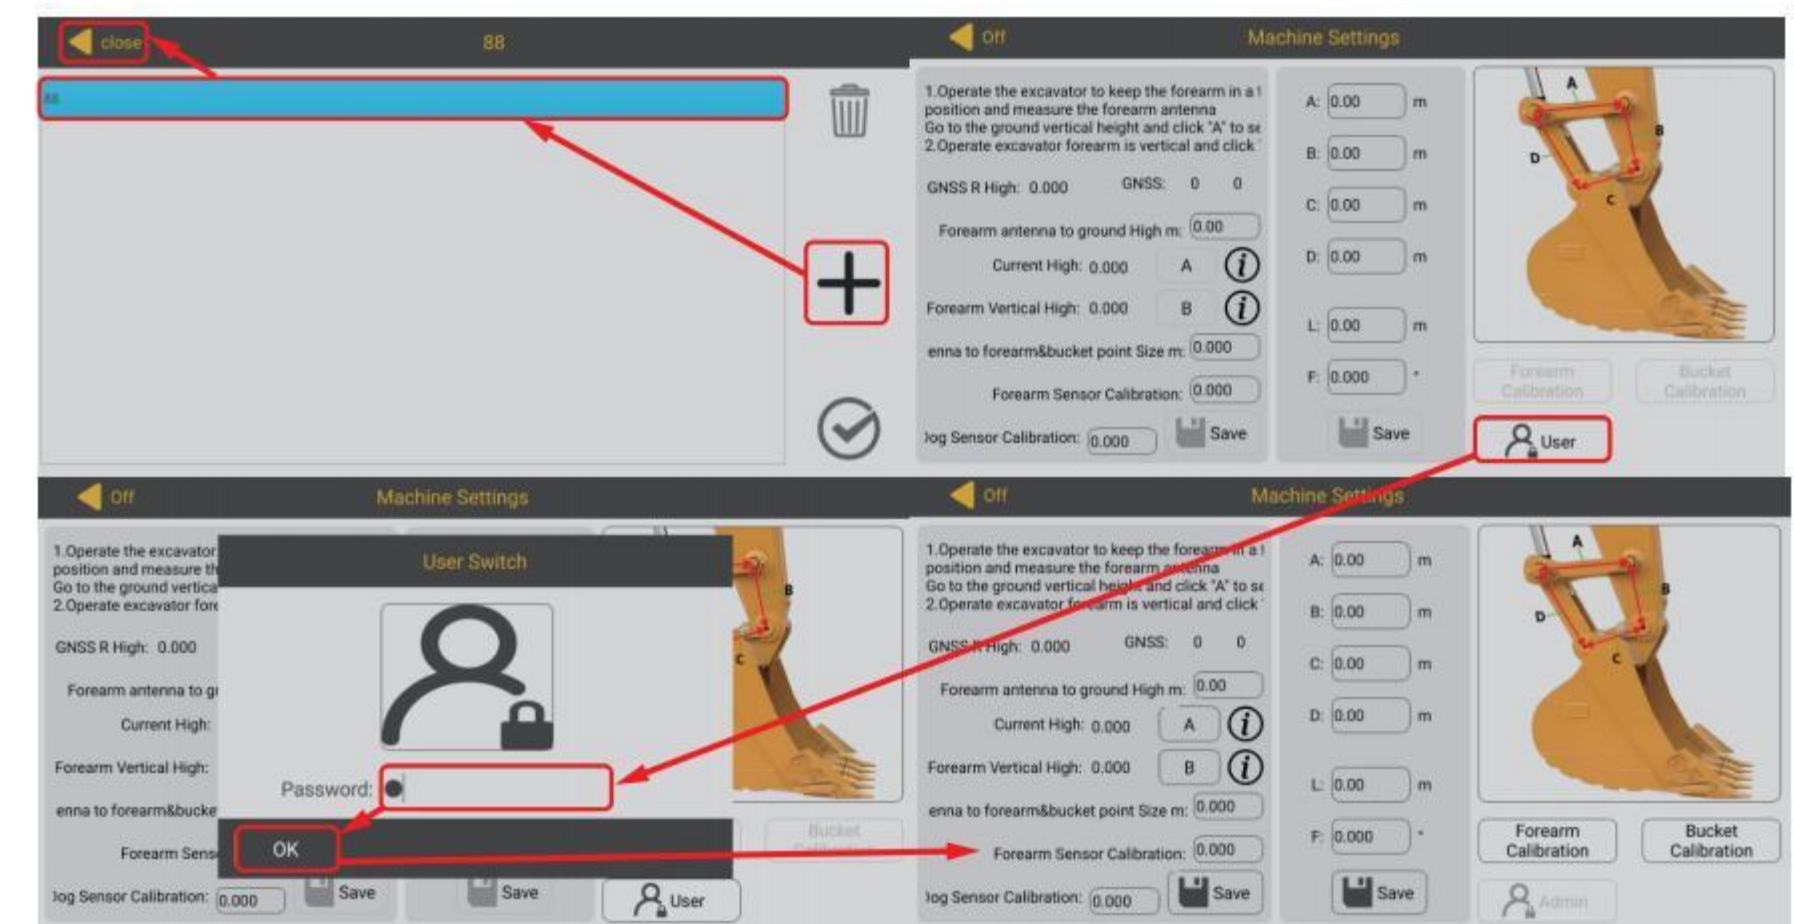 close
88
88
Off
Machine Settings
1.Operate the excavator to keep the forearm in a f
position and measure the forearm antenna
Go to the ground vertical height and click "A" to se
2.Operate excavator forearm is vertical and click
GNSS R High: 0.000 GNSS: 0 0
Forearm antenna to ground High m: 0.00
Current High: 0.000 A i
Forearm Vertical High: 0.000 B i
enna to forearm&bucket point Size m: 0.000
Forearm Sensor Calibration: 0.000
Jog Sensor Calibration: 0.000 Save
A: 0.00 m
B: 0.00 m
C: 0.00 m
D: 0.00 m
L: 0.00 m
F: 0.000 °
Save
A
B
D
C
Forearm Calibration
Bucket Calibration
User
Off
Machine Settings
1.Operate the excavator
position and measure th
Go to the ground vertica
2.Operate excavator fore
GNSS R High: 0.000
Forearm antenna to gr
Current High:
Forearm Vertical High:
enna to forearm&bucke
Forearm Sens
Jog Sensor Calibration: 0.000 Save
Save
User Switch
Password:
OK
B
C
Bucket
Calibration
User
Off
Machine Settings
1.Operate the excavator to keep the forearm in a f
position and measure the forearm antenna
Go to the ground vertical height and click "A" to se
2.Operate excavator forearm is vertical and click
GNSS R High: 0.000 GNSS: 0 0
Forearm antenna to ground High m: 0.00
Current High: 0.000 A i
Forearm Vertical High: 0.000 B i
enna to forearm&bucket point Size m: 0.000
Forearm Sensor Calibration: 0.000
Jog Sensor Calibration: 0.000 Save
A: 0.00 m
B: 0.00 m
C: 0.00 m
D: 0.00 m
L: 0.00 m
F: 0.000 °
Save
A
B
D
C
Forearm
Calibration
Bucket
Calibration
Admin